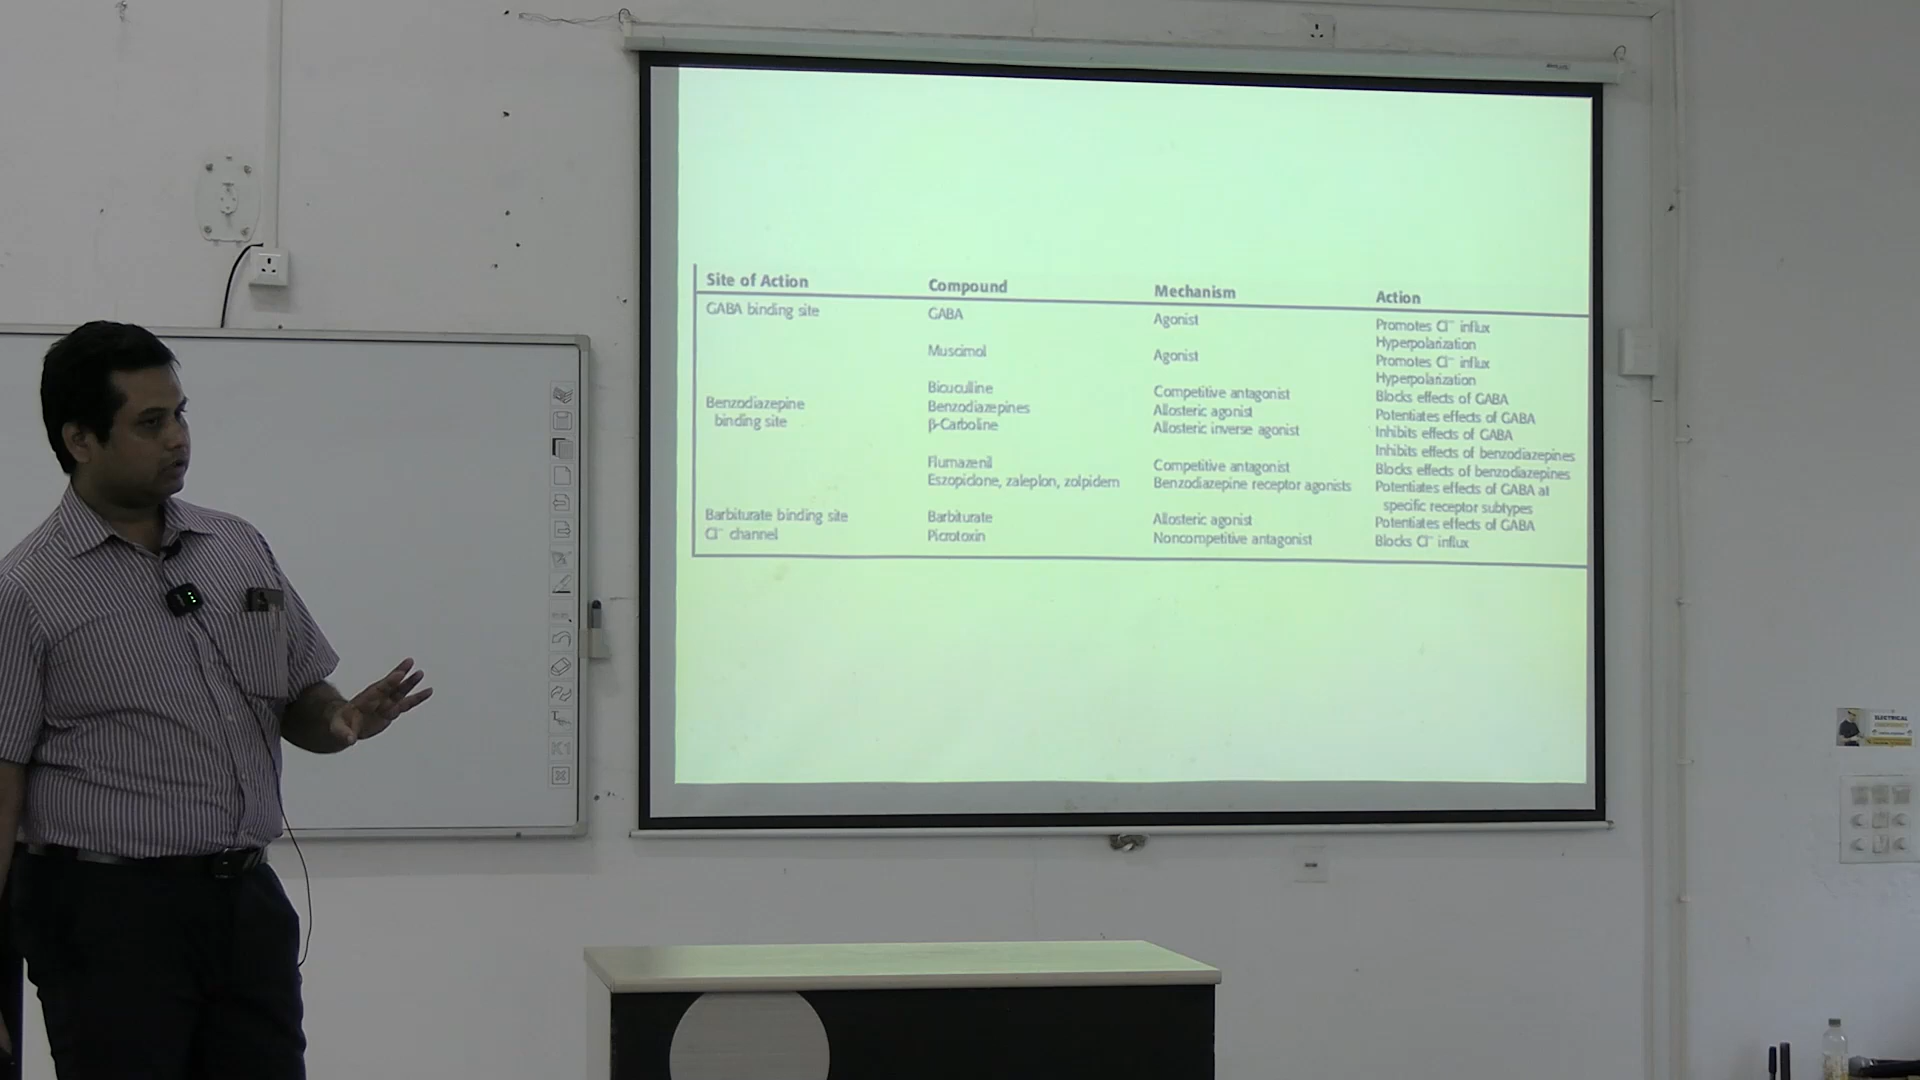 Site of Action Compound Mechanism Action
GABA binding site GABA Agonist Promotes Cl⁻ influx
Hyperpolarization
Muscimol Agonist Promotes Cl⁻ influx
Hyperpolarization
Bicuculline Competitive antagonist Blocks effects of GABA
Benzodiazepine Benzodiazepines Allosteric agonist Potentiates effects of GABA
binding site β-Carboline Allosteric inverse agonist Inhibits effects of GABA
Inhibits effects of benzodiazepines
Flumazenil Competitive antagonist Blocks effects of benzodiazepines
Eszopiclone, zaleplon, zolpidem Benzodiazepine receptor agonists Potentiates effects of GABA at
specific receptor subtypes
Barbiturate binding site Barbiturate Allosteric agonist Potentiates effects of GABA
Cl⁻ channel Picrotoxin Noncompetitive antagonist Blocks Cl⁻ influx
K1
ELECTRICAL